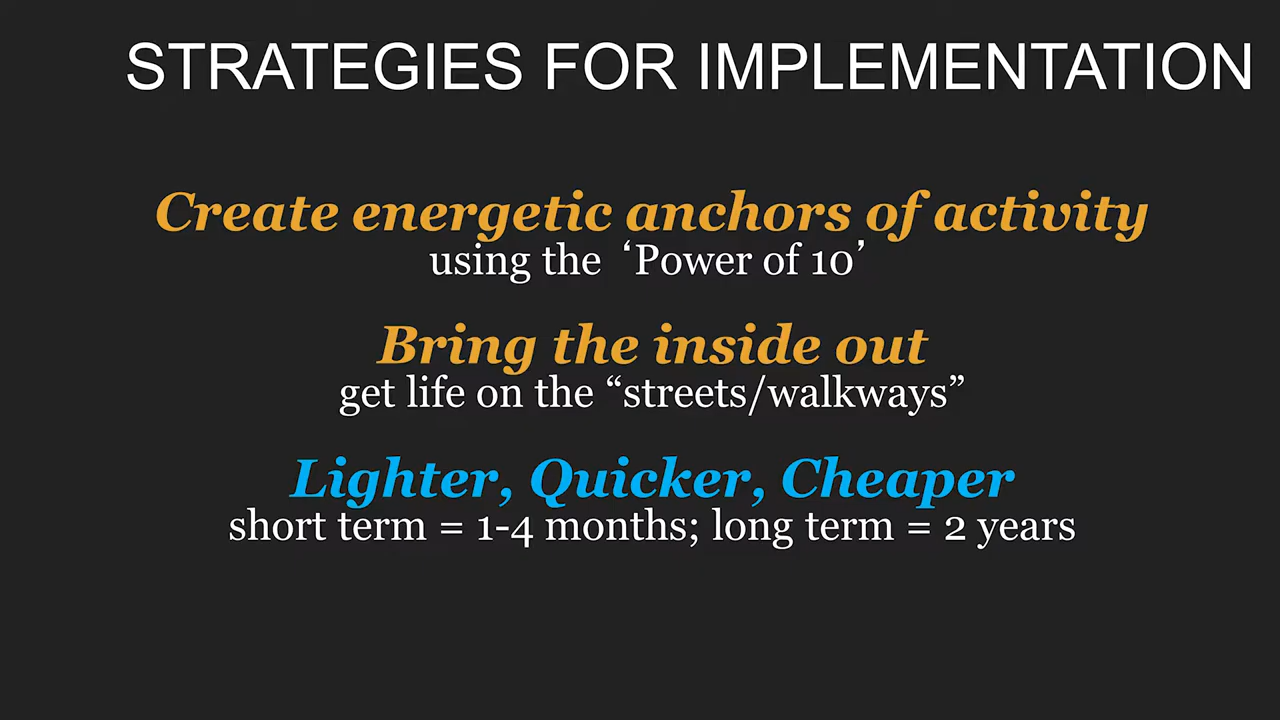 STRATEGIES FOR IMPLEMENTATION
Create energetic anchors of activity
using the ‘Power of 10’
Bring the inside out
get life on the “streets/walkways”
Lighter, Quicker, Cheaper
short term = 1-4 months; long term = 2 years